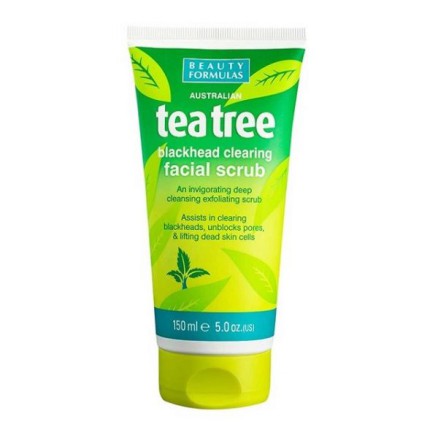 BEAUTY
FORMULAS
AUSTRALIAN
tea tree
blackhead clearing
facial scrub
An invigorating deep
cleansing exfoliating scrub
Assists in clearing
blackheads, unblocks pores,
& lifting dead skin cells
150 ml ℮ 5.0 oz.(US)